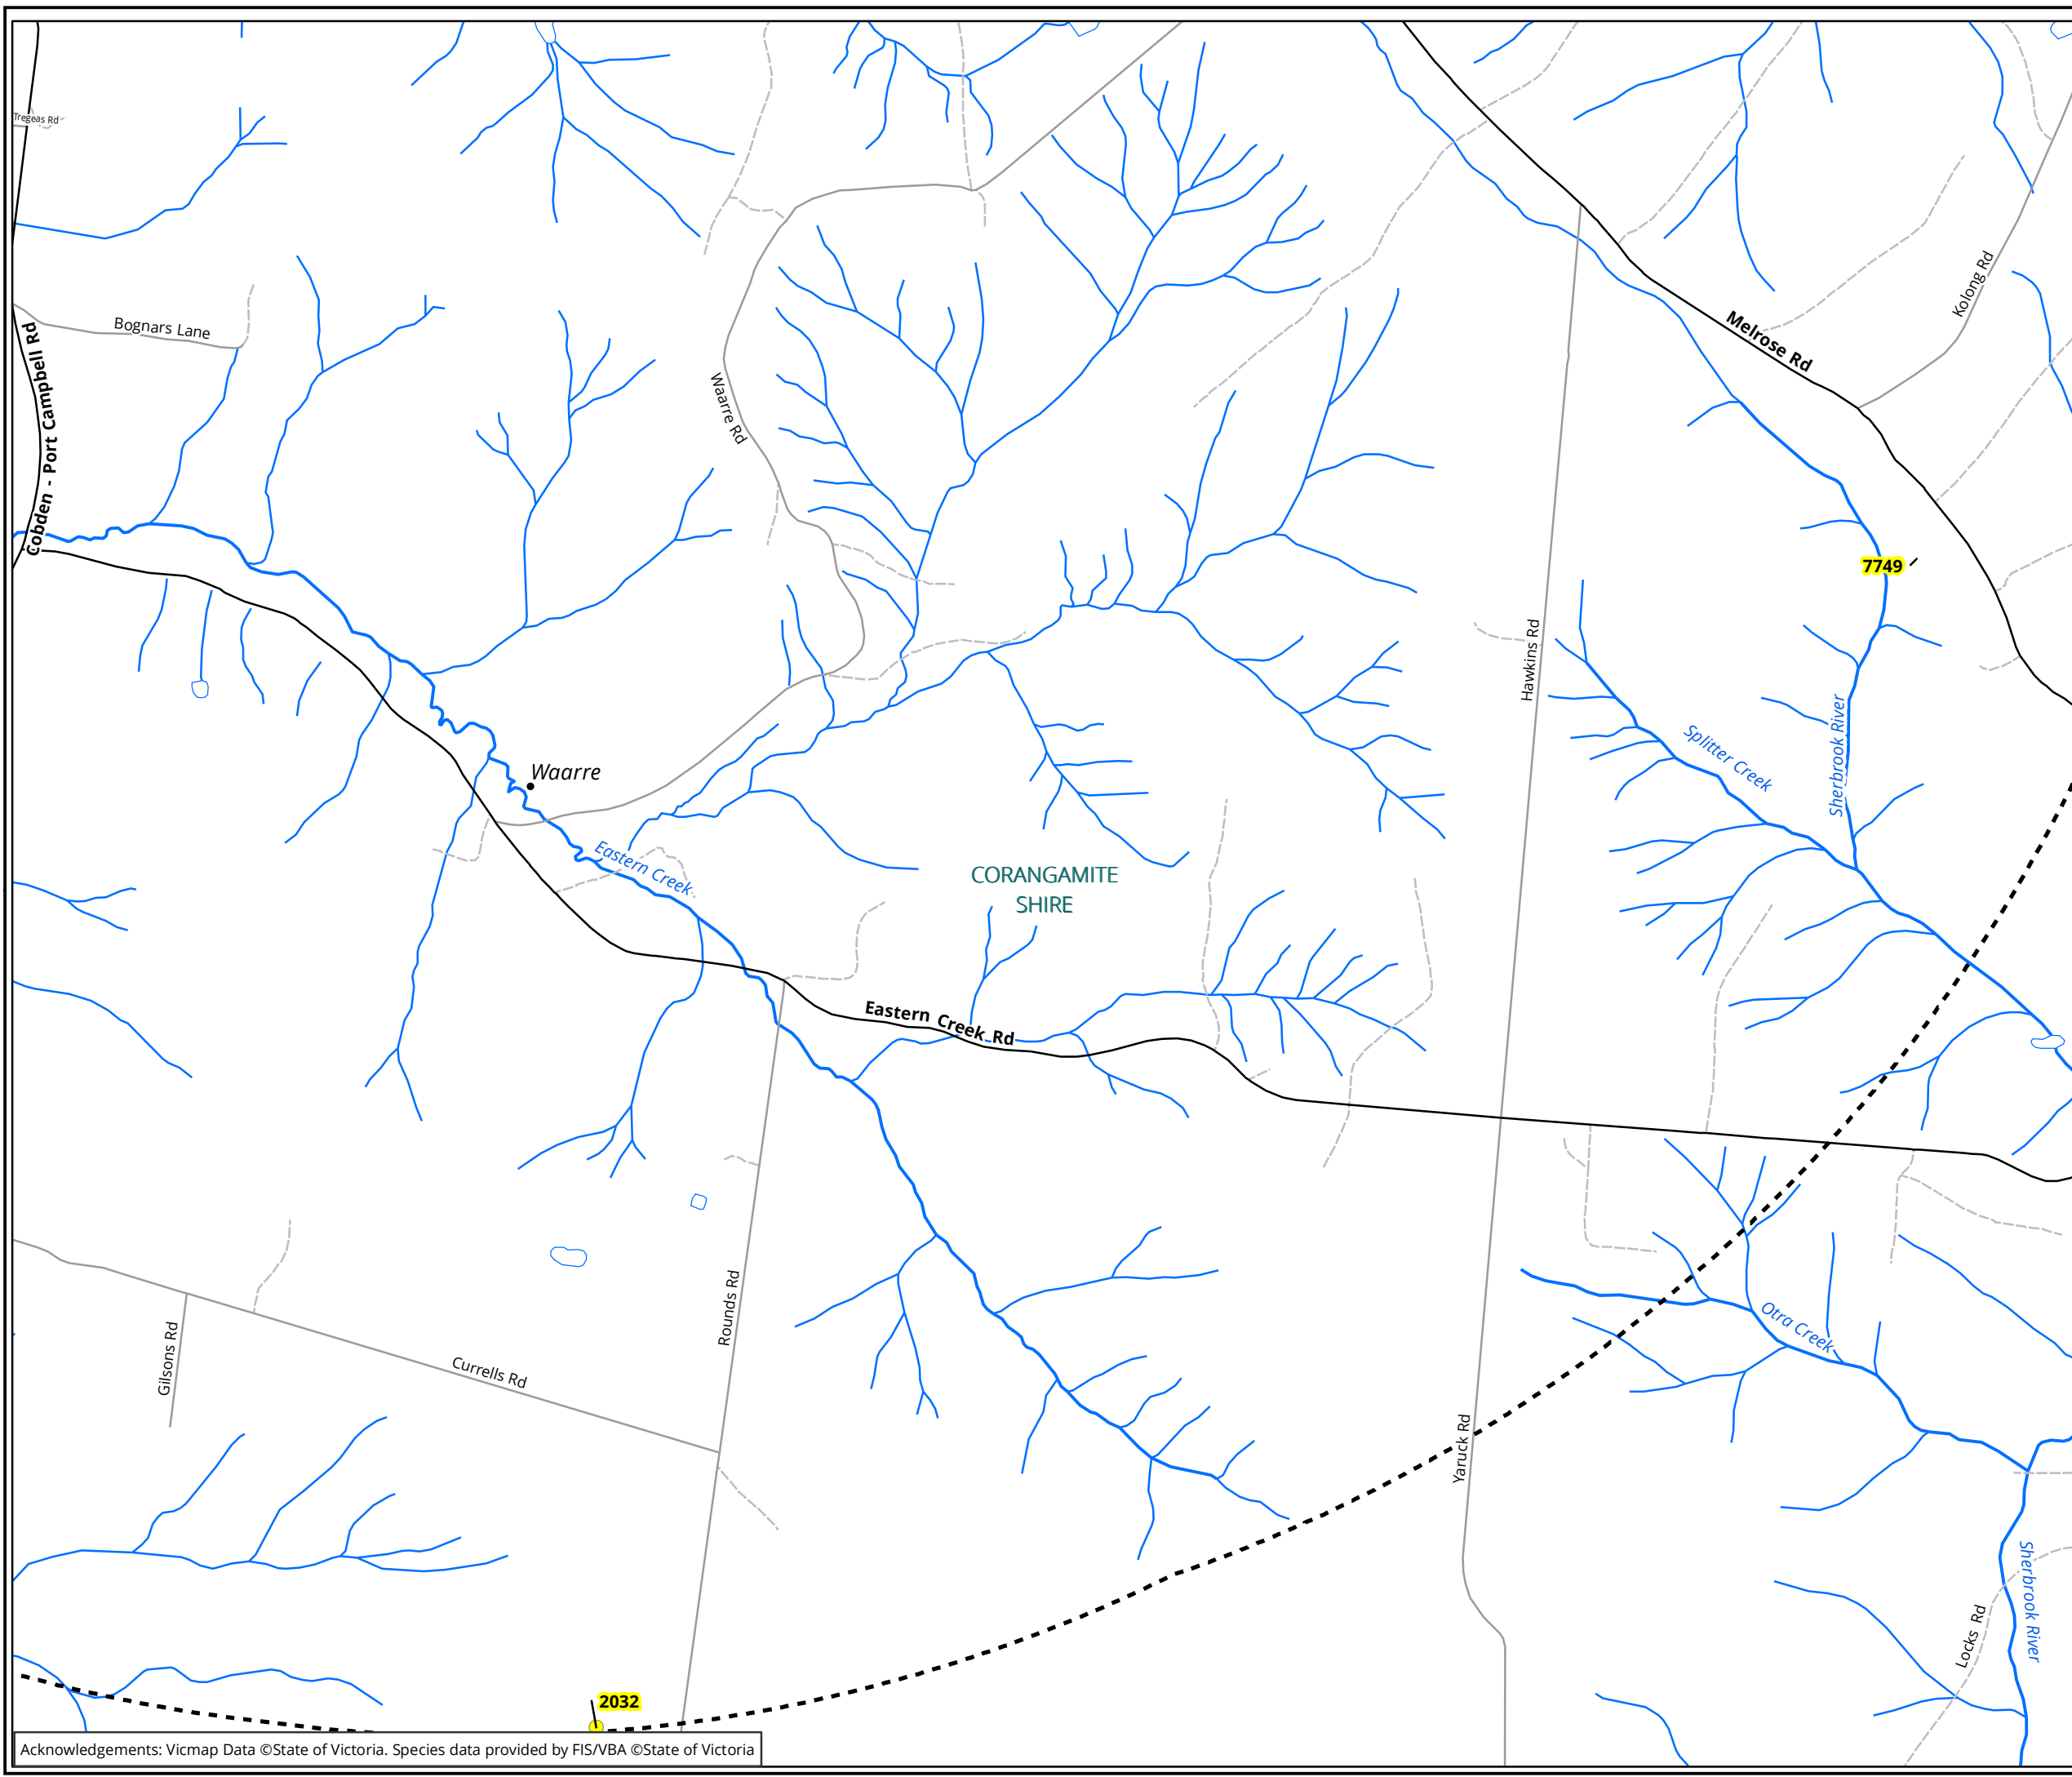 Tregeas Rd
Bognars Lane
Cobden - Port Campbell Rd
Waarre Rd
Melrose Rd
Kolong Rd
7749
Hawkins Rd
Splitter Creek
Sherbrook River
Waarre
Eastern Creek
CORANGAMITE
SHIRE
Eastern Creek Rd
Rounds Rd
Gilsons Rd
Currells Rd
Otra Creek
Yaruck Rd
Sherbrook River
Locks Rd
2032
Acknowledgements: Vicmap Data ©State of Victoria. Species data provided by FIS/VBA ©State of Victoria